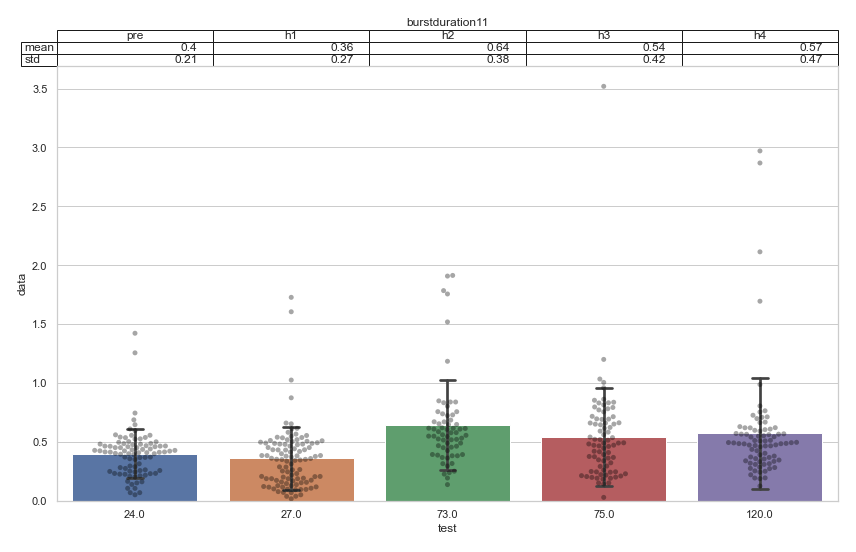 burstduration11
pre h1 h2 h3 h4
mean 0.4 0.36 0.64 0.54 0.57
std 0.21 0.27 0.38 0.42 0.47
3.5
3.0
2.5
2.0
data
1.5
1.0
0.5
0.0
24.0 27.0 73.0 75.0 120.0
test